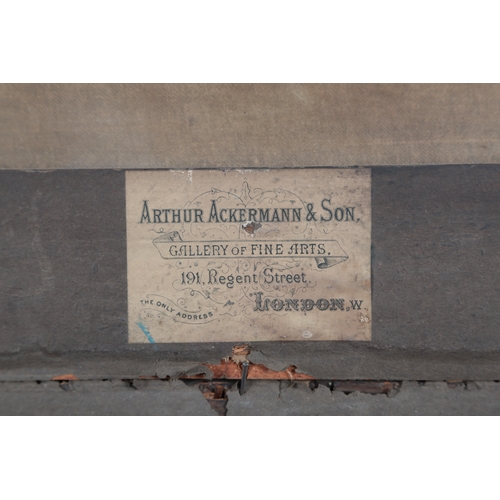 ARTHUR ACKERMANN & SON.
GALLERY OF FINE ARTS.
191, Regent Street.
THE ONLY ADDRESS
LONDON, W.